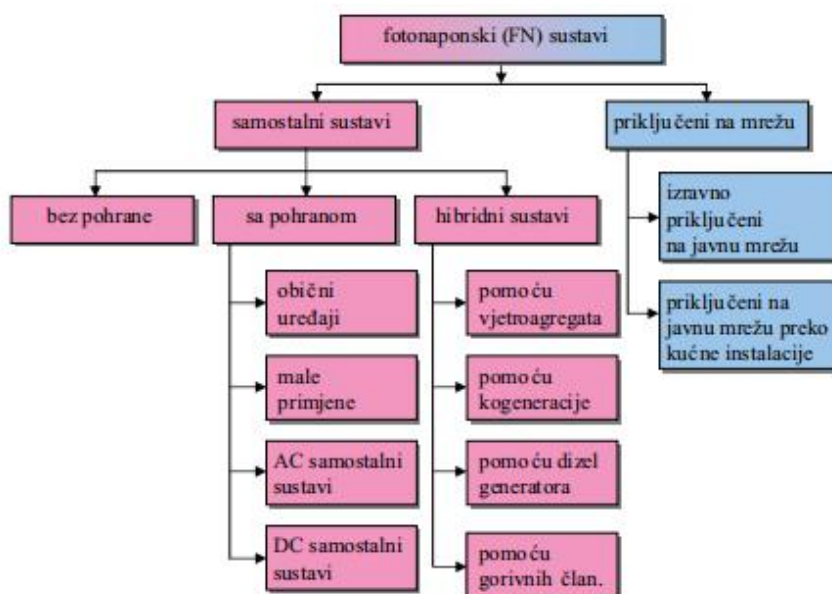 fotonaponski (FN) sustavi
samostalni sustavi
priključeni na mrežu
bez pohrane
sa pohranom
hibridni sustavi
izravno
priključeni
na javnu mrežu
priključeni na
javnu mrežu preko
kućne instalacije
obični
uređaji
male
primjene
AC samostalni
sustavi
DC samostalni
sustavi
pomoću
vjetroagregata
pomoću
kogeneracije
pomoću dizel
generatora
pomoću
gorivnih član.